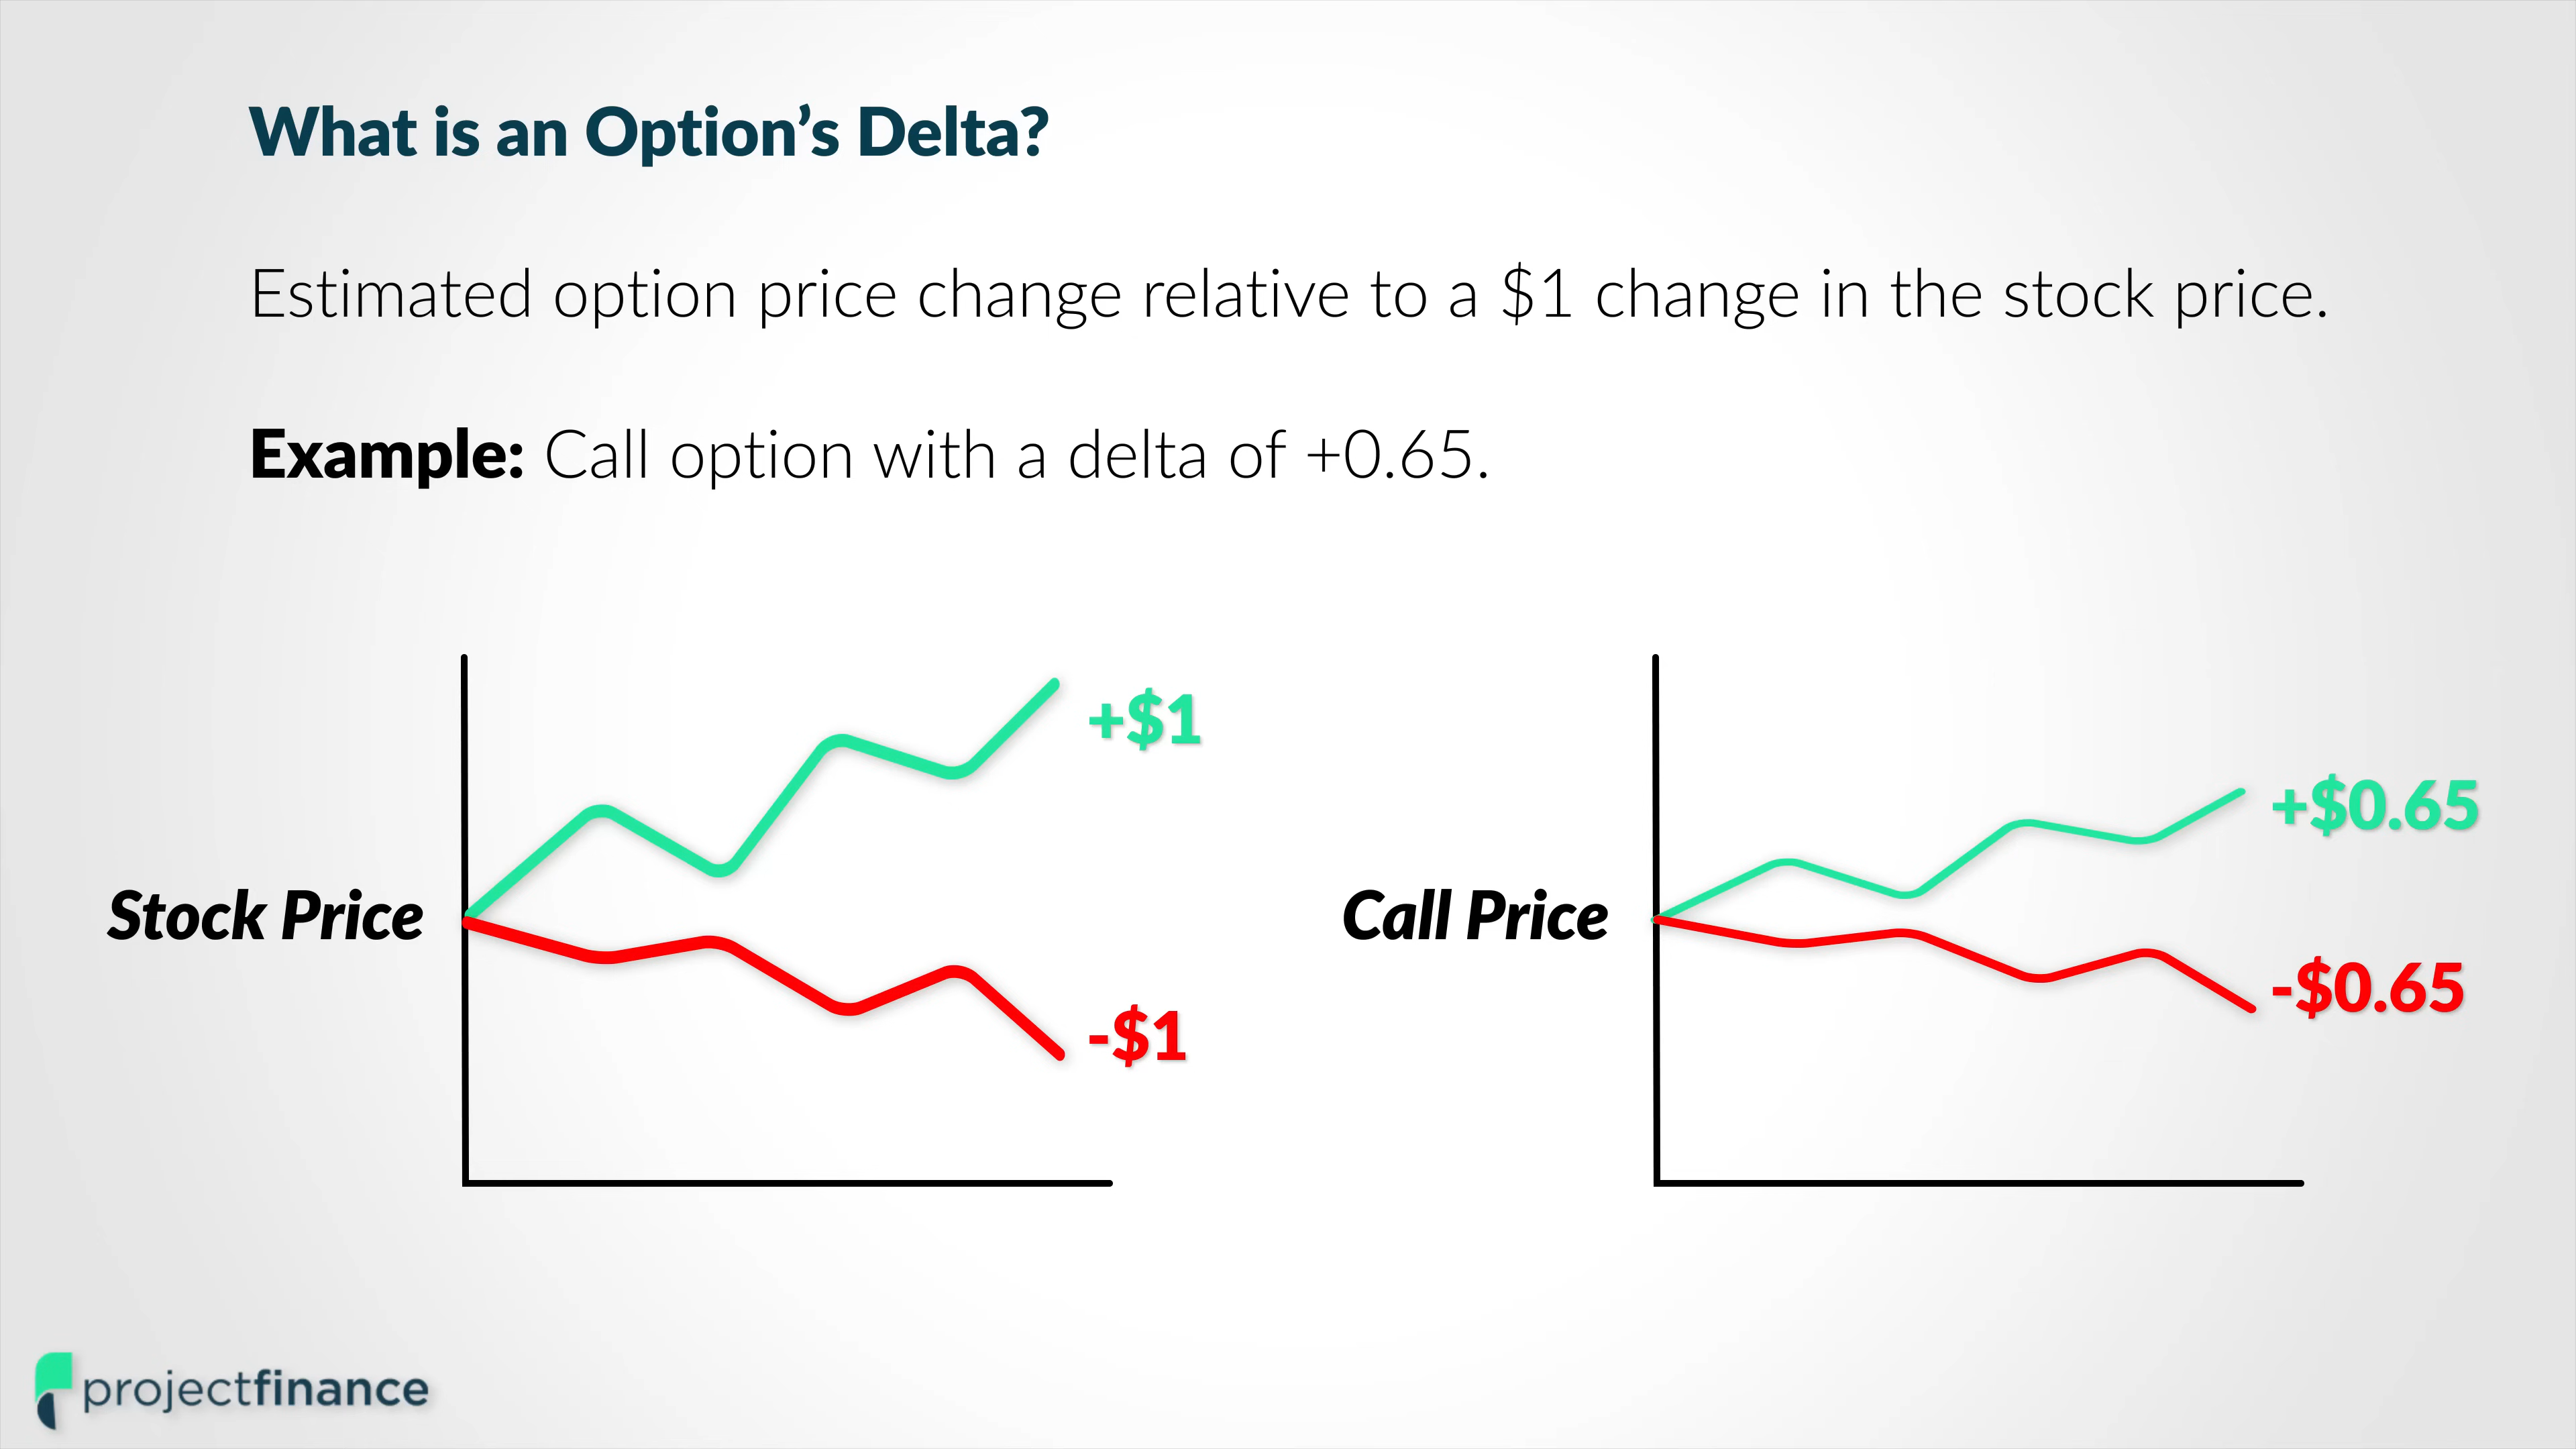 What is an Option’s Delta?
Estimated option price change relative to a $1 change in the stock price.
Example: Call option with a delta of +0.65.
Stock Price
+$1
-$1
Call Price
+$0.65
-$0.65
projectfinance